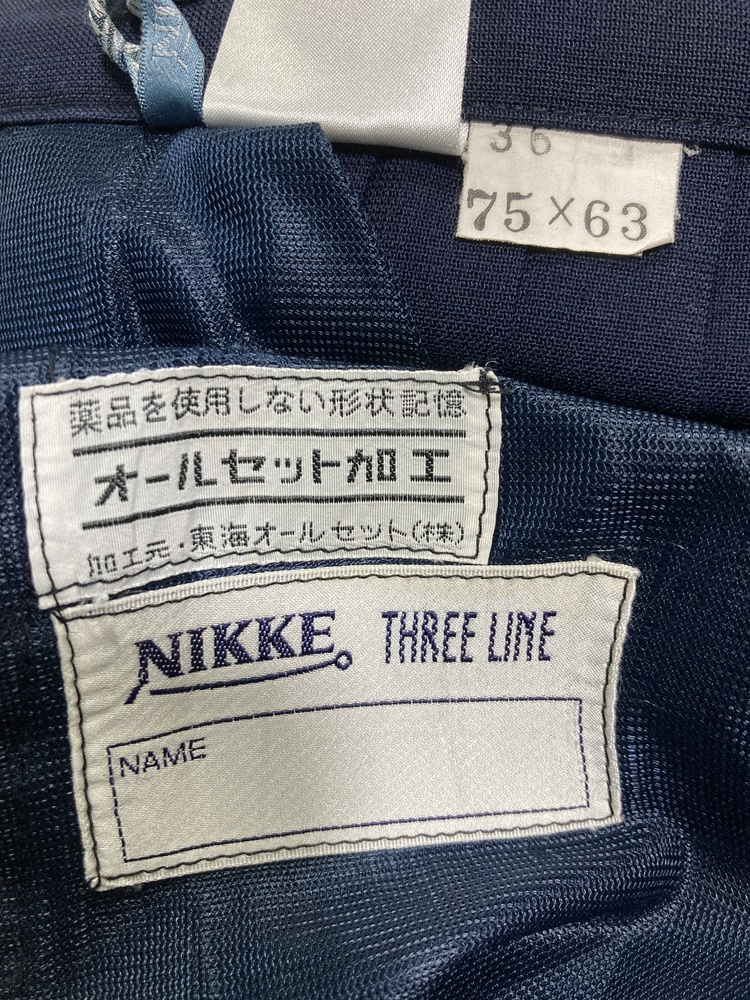 36
75×63
薬品を使用しない形状記憶
オールセット加工
加工元・東海オールセット(株)
NIKKE THREE LINE
NAME